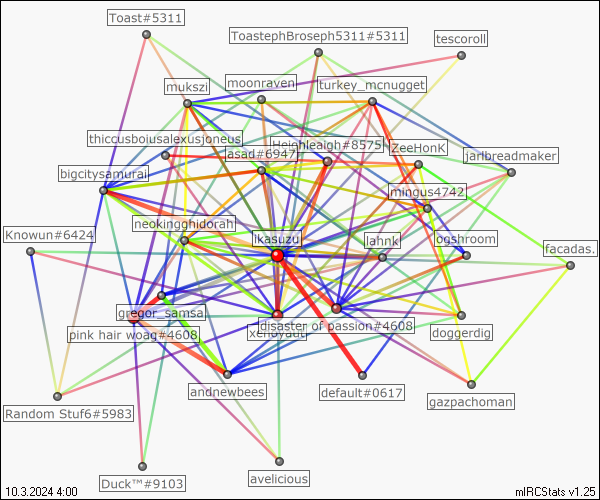 Toast#5311
ToastephBroseph5311#5311
tescoroll
mukszi
moonraven
turkey_mcnugget
thiccusboiusalexusjoneus
Heighleigh#8575
ZeeHonK
asad#6947
jarlbreadmaker
bigcitysamurai
mingus4742
neokingghidorah
Knowun#6424
ikasuzu
lahnk
ogshroom
facadas.
gregor_samsa
disaster of passion#4608
pink hair woag#4608
doggerdig
andnewbees
default#0617
gazpachoman
Random Stuf6#5983
avelicious
Duck™#9103
10.3.2024 4:00
mIRCStats v1.25